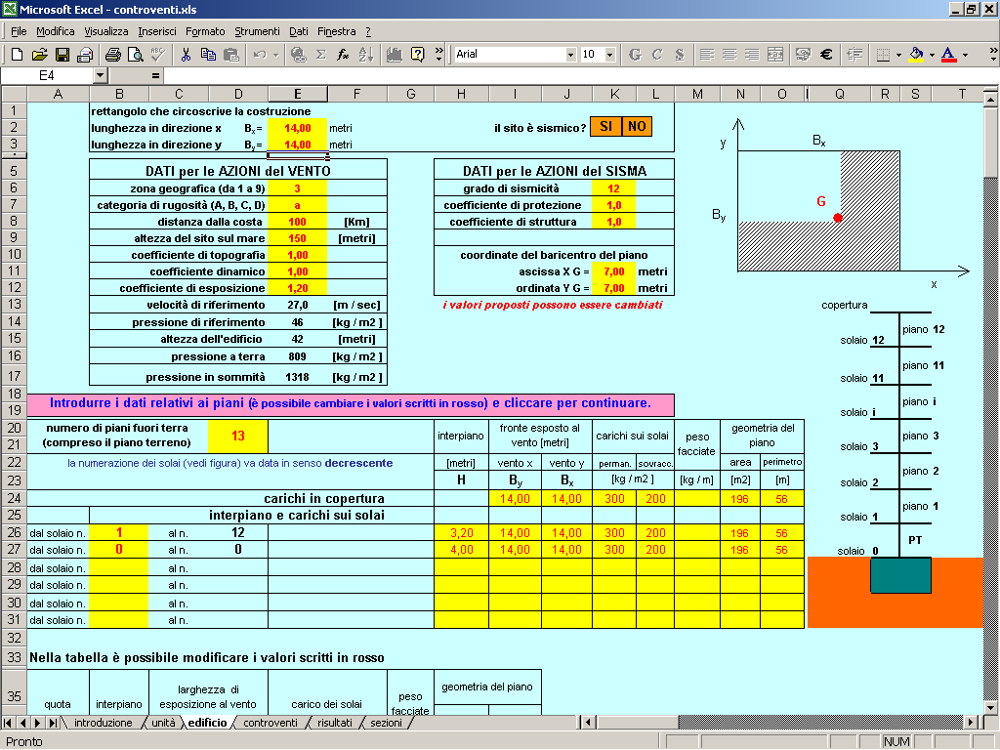 Microsoft Excel - controventi.xls
File Modifica Visualizza Inserisci Formato Strumenti Dati Finestra ?
Arial 10 G C S
E4 =
A B C D E F G H I J K L M N O Q R S T
1 rettangolo che circoscrive la costruzione
2 lunghezza in direzione x Bx= 14,00 metri il sito è sismico? SI NO
3 lunghezza in direzione y By= 14,00 metri
y Bx
5 DATI per le AZIONI del VENTO DATI per le AZIONI del SISMA
6 zona geografica (da 1 a 9) 3 grado di sismicità 12
7 categoria di rugosità (A, B, C, D) a coefficiente di protezione 1,0 G
8 distanza dalla costa 100 [Km] coefficiente di struttura 1,0 By
9 altezza del sito sul mare 150 [metri]
10 coefficiente di topografia 1,00 coordinate del baricentro del piano
11 coefficiente dinamico 1,00 ascissa X G = 7,00 metri
12 coefficiente di esposizione 1,20 ordinata Y G = 7,00 metri x
13 velocità di riferimento 27,0 [m / sec] i valori proposti possono essere cambiati copertura
14 pressione di riferimento 46 [kg / m2 ] piano 12
15 altezza dell'edificio 42 [metri] solaio 12
16 pressione a terra 809 [kg / m2 ] piano 11
17 pressione in sommità 1318 [kg / m2 ] solaio 11
18 piano i
19 Introdurre i dati relativi ai piani (è possibile cambiare i valori scritti in rosso) e cliccare per continuare. solaio i
20 numero di piani fuori terra 13 interpiano fronte esposto al carichi sui solai peso geometria del piano 3
21 (compreso il piano terreno) vento [metri] facciate piano solaio 3
22 la numerazione dei solai (vedi figura) va data in senso decrescente [metri] vento x vento y perman. sovracc. area perimetro piano 2
23 H By Bx [kg / m2 ] [kg / m] [m2] [m] solaio 2
24 carichi in copertura 14,00 14,00 300 200 196 56 piano 1
25 interpiano e carichi sui solai solaio 1
26 dal solaio n. 1 al n. 12 3,20 14,00 14,00 300 200 196 56 PT
27 dal solaio n. 0 al n. 0 4,00 14,00 14,00 300 200 196 56 solaio 0
28 dal solaio n. al n.
29 dal solaio n. al n.
30 dal solaio n. al n.
31 dal solaio n. al n.
32
33 Nella tabella è possibile modificare i valori scritti in rosso
35 quota interpiano larghezza di esposizione al vento carico dei solai peso facciate geometria del piano
introduzione unità edificio controventi risultati sezioni
Pronto NUM